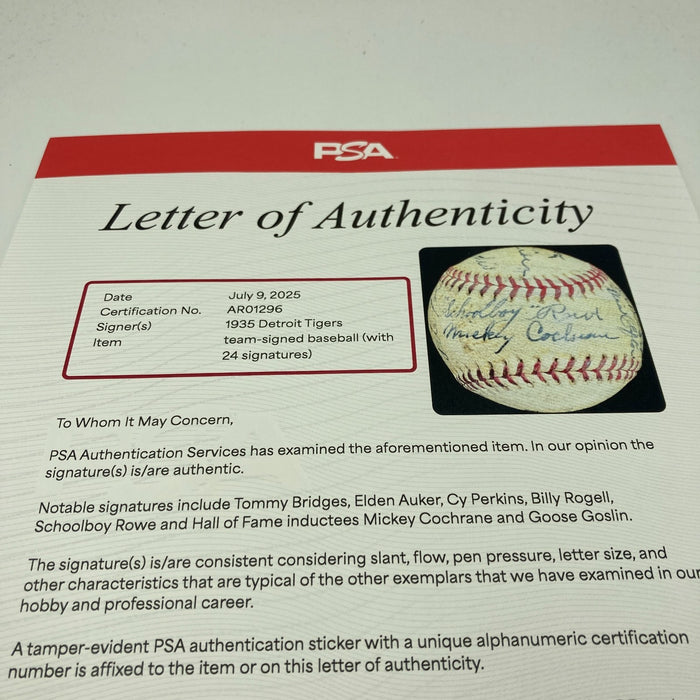 PSA
Letter of Authenticity
Date July 9, 2025
Certification No. AR01296
Signer(s) 1935 Detroit Tigers
Item team-signed baseball (with
24 signatures)
Schoolboy Rowe
Mickey Cochrane
To Whom It May Concern,
PSA Authentication Services has examined the aforementioned item. In our opinion the
signature(s) is/are authentic.
Notable signatures include Tommy Bridges, Elden Auker, Cy Perkins, Billy Rogell,
Schoolboy Rowe and Hall of Fame inductees Mickey Cochrane and Goose Goslin.
The signature(s) is/are consistent considering slant, flow, pen pressure, letter size, and
other characteristics that are typical of the other exemplars that we have examined in our
hobby and professional career.
A tamper-evident PSA authentication sticker with a unique alphanumeric certification
number is affixed to the item or on this letter of authenticity.